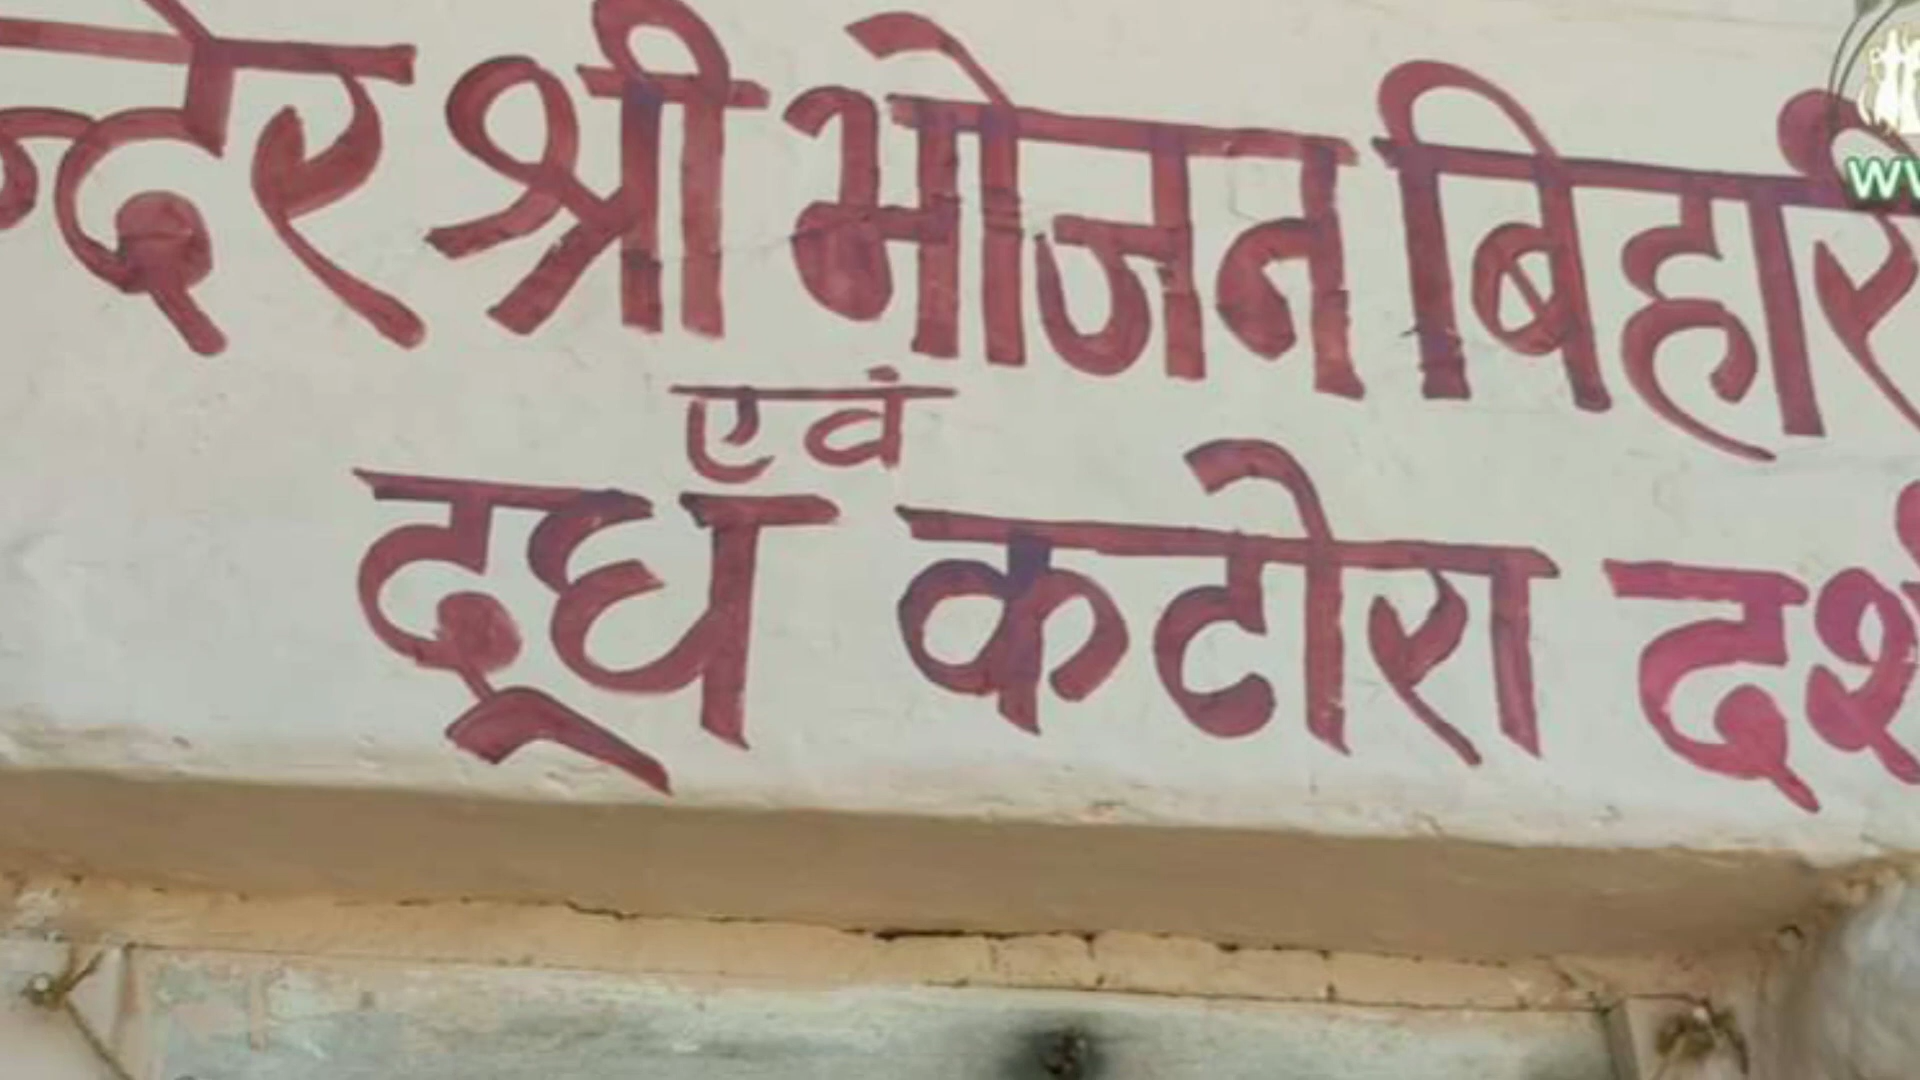 न्देर श्री भोजन बिहारी
एवं
दूध कटोरा दर्श